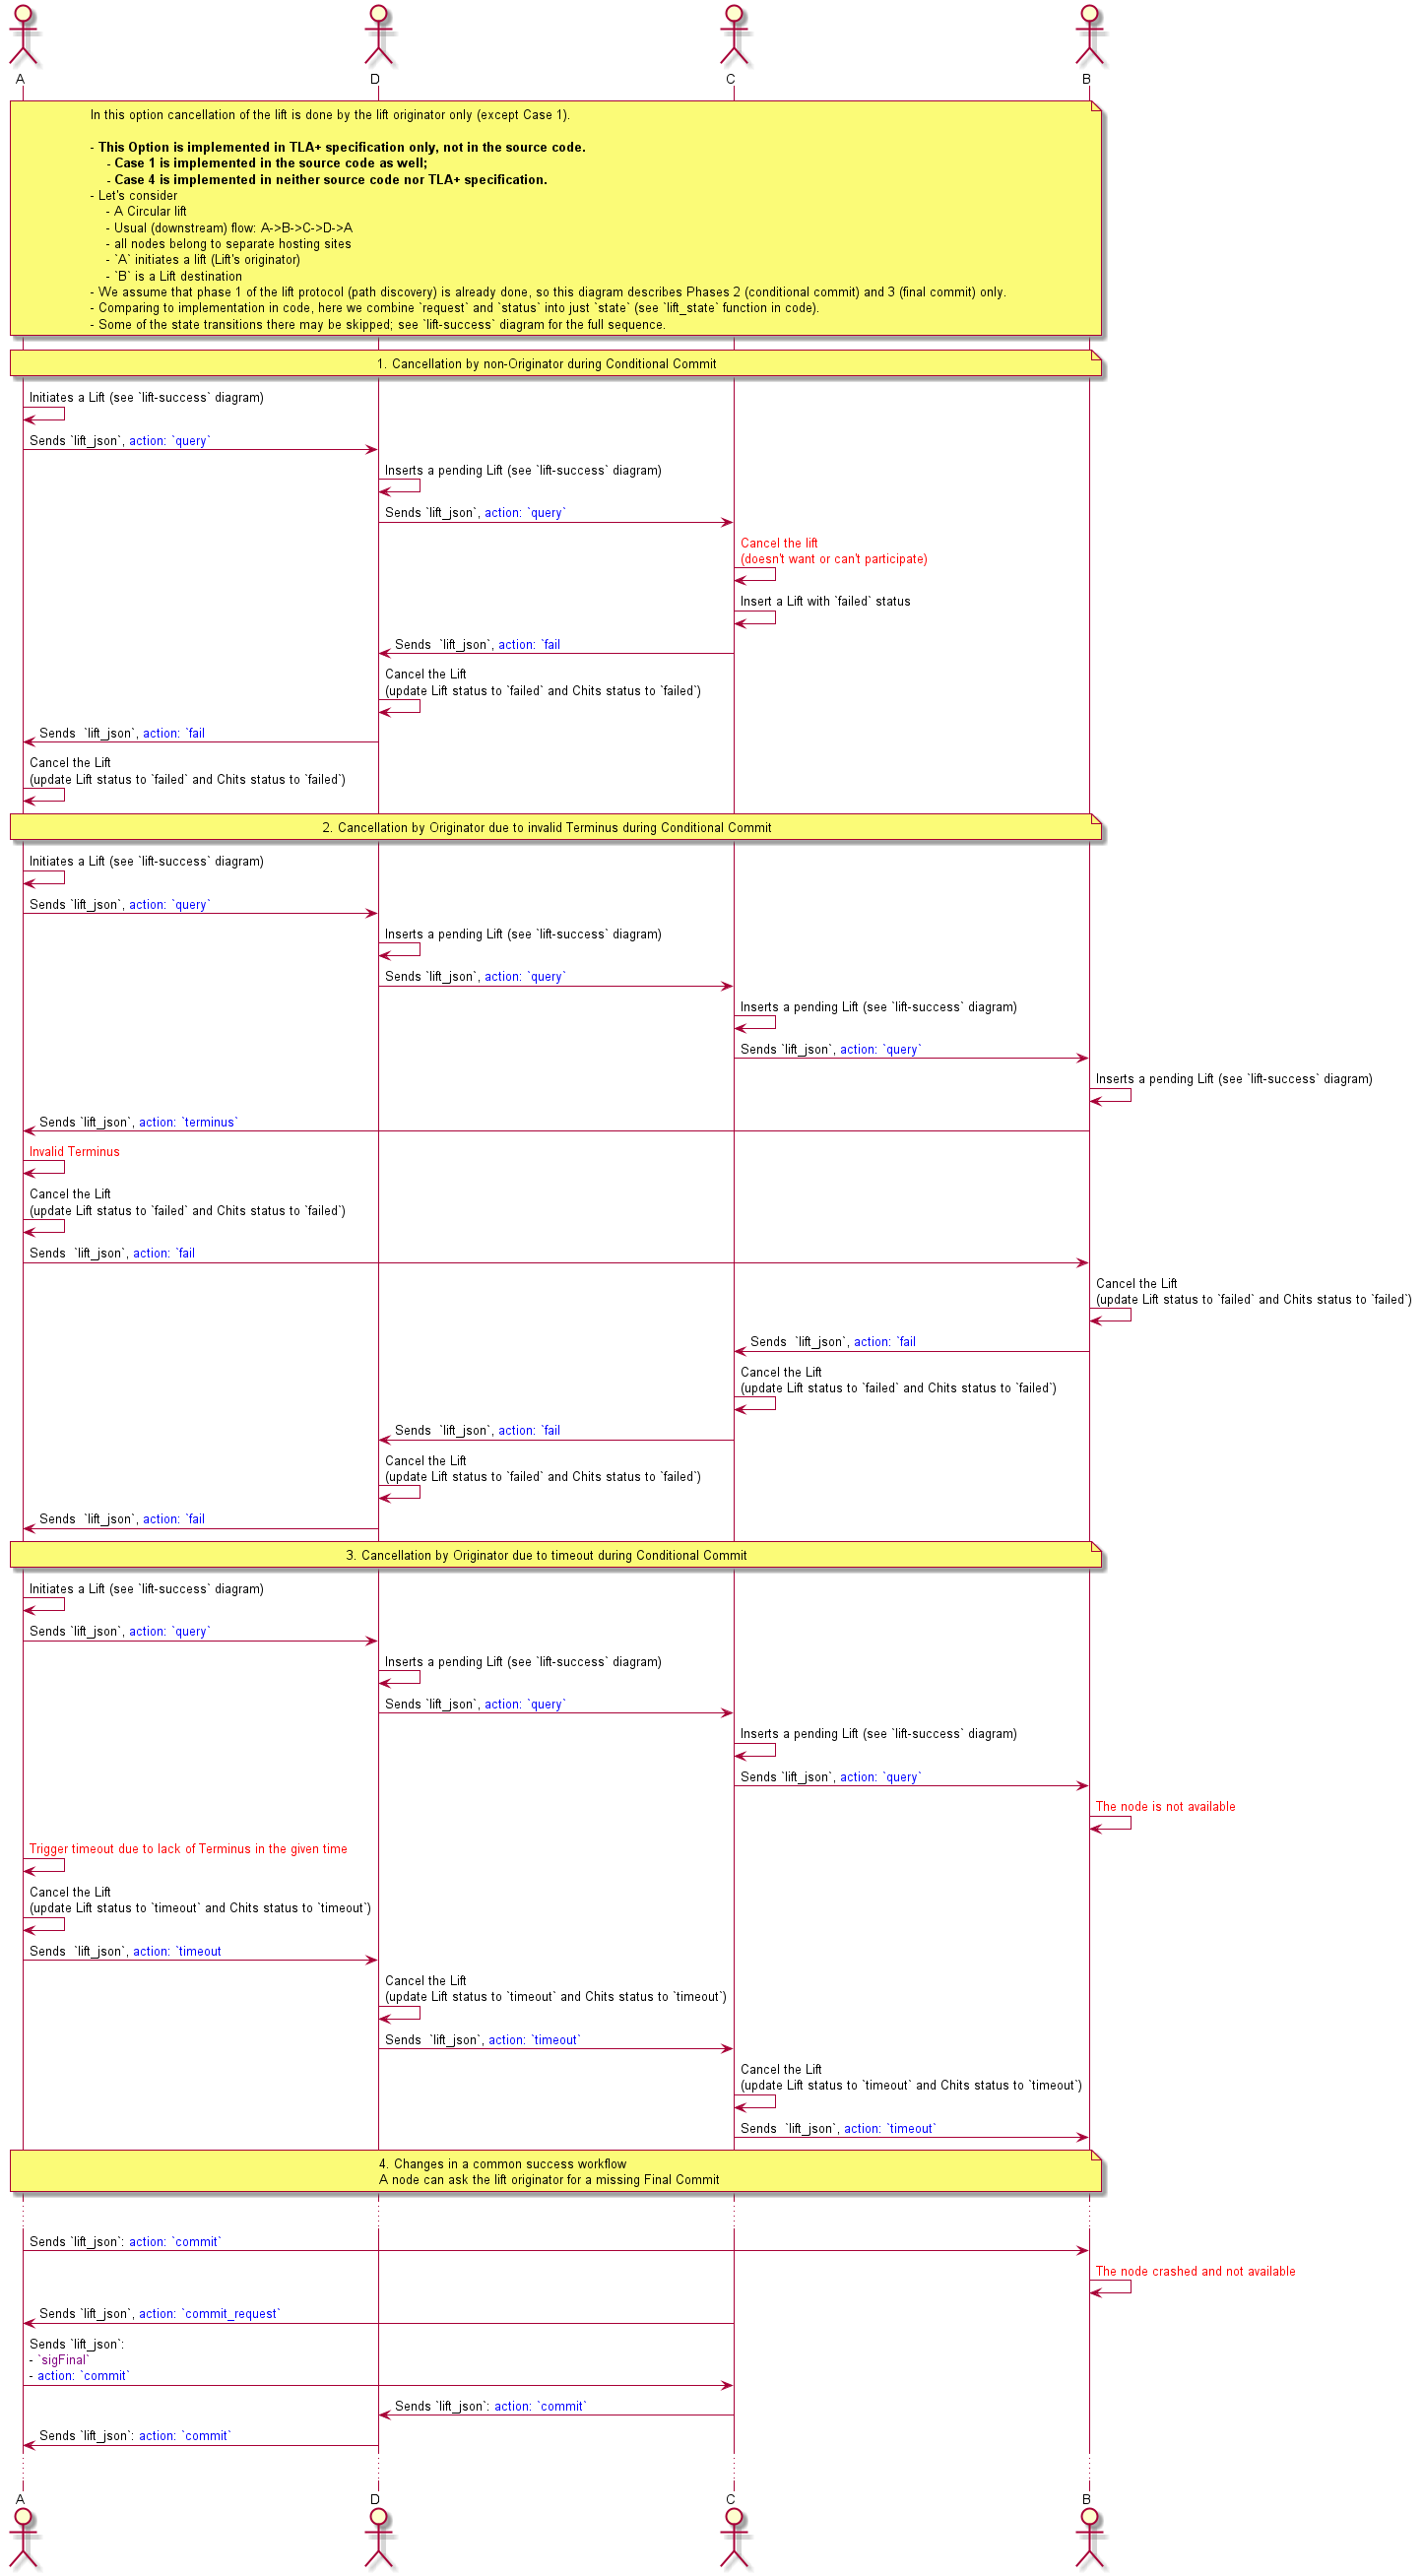 A D C B
In this option cancellation of the lift is done by the lift originator only (except Case 1).
- This Option is implemented in TLA+ specification only, not in the source code.
- Case 1 is implemented in the source code as well;
- Case 4 is implemented in neither source code nor TLA+ specification.
- Let's consider
- A Circular lift
- Usual (downstream) flow: A->B->C->D->A
- all nodes belong to separate hosting sites
- `A` initiates a lift (Lift's originator)
- `B` is a Lift destination
- We assume that phase 1 of the lift protocol (path discovery) is already done, so this diagram describes Phases 2 (conditional commit) and 3 (final commit) only.
- Comparing to implementation in code, here we combine `request` and `status` into just `state` (see `lift_state` function in code).
- Some of the state transitions there may be skipped; see `lift-success` diagram for the full sequence.
1. Cancellation by non-Originator during Conditional Commit
Initiates a Lift (see `lift-success` diagram)
Sends `lift_json`, action: `query`
Inserts a pending Lift (see `lift-success` diagram)
Sends `lift_json`, action: `query`
Cancel the lift
(doesn't want or can't participate)
Insert a Lift with `failed` status
Sends  `lift_json`, action: `fail
Cancel the Lift
(update Lift status to `failed` and Chits status to `failed`)
Sends  `lift_json`, action: `fail
Cancel the Lift
(update Lift status to `failed` and Chits status to `failed`)
2. Cancellation by Originator due to invalid Terminus during Conditional Commit
Initiates a Lift (see `lift-success` diagram)
Sends `lift_json`, action: `query`
Inserts a pending Lift (see `lift-success` diagram)
Sends `lift_json`, action: `query`
Inserts a pending Lift (see `lift-success` diagram)
Sends `lift_json`, action: `query`
Inserts a pending Lift (see `lift-success` diagram)
Sends `lift_json`, action: `terminus`
Invalid Terminus
Cancel the Lift
(update Lift status to `failed` and Chits status to `failed`)
Sends  `lift_json`, action: `fail
Cancel the Lift
(update Lift status to `failed` and Chits status to `failed`)
Sends  `lift_json`, action: `fail
Cancel the Lift
(update Lift status to `failed` and Chits status to `failed`)
Sends  `lift_json`, action: `fail
Cancel the Lift
(update Lift status to `failed` and Chits status to `failed`)
Sends  `lift_json`, action: `fail
3. Cancellation by Originator due to timeout during Conditional Commit
Initiates a Lift (see `lift-success` diagram)
Sends `lift_json`, action: `query`
Inserts a pending Lift (see `lift-success` diagram)
Sends `lift_json`, action: `query`
Inserts a pending Lift (see `lift-success` diagram)
Sends `lift_json`, action: `query`
The node is not available
Trigger timeout due to lack of Terminus in the given time
Cancel the Lift
(update Lift status to `timeout` and Chits status to `timeout`)
Sends  `lift_json`, action: `timeout
Cancel the Lift
(update Lift status to `timeout` and Chits status to `timeout`)
Sends  `lift_json`, action: `timeout`
Cancel the Lift
(update Lift status to `timeout` and Chits status to `timeout`)
Sends  `lift_json`, action: `timeout`
4. Changes in a common success workflow
A node can ask the lift originator for a missing Final Commit
Sends `lift_json`: action: `commit`
The node crashed and not available
Sends `lift_json`, action: `commit_request`
Sends `lift_json`:
- `sigFinal`
- action: `commit`
Sends `lift_json`: action: `commit`
Sends `lift_json`: action: `commit`
A D C B